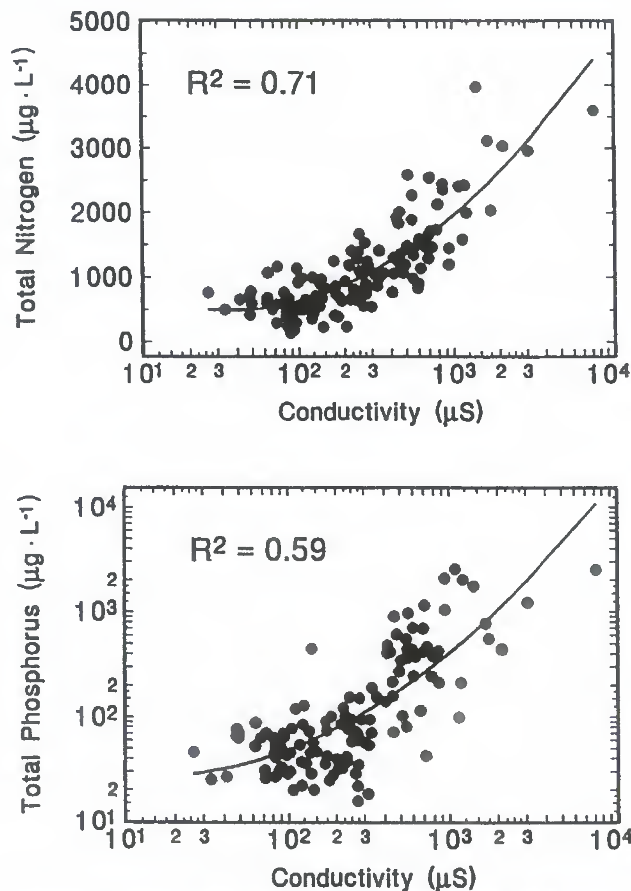 5000
4000
3000
2000
1000
0
Total Nitrogen (µg · L⁻¹)
R² = 0.71
10¹ 2 3 10² 2 3 10³ 2 3 10⁴
Conductivity (µS)
10⁴
2
10³
2
10²
2
10¹
Total Phosphorus (µg · L⁻¹)
R² = 0.59
10¹ 2 3 10² 2 3 10³ 2 3 10⁴
Conductivity (µS)